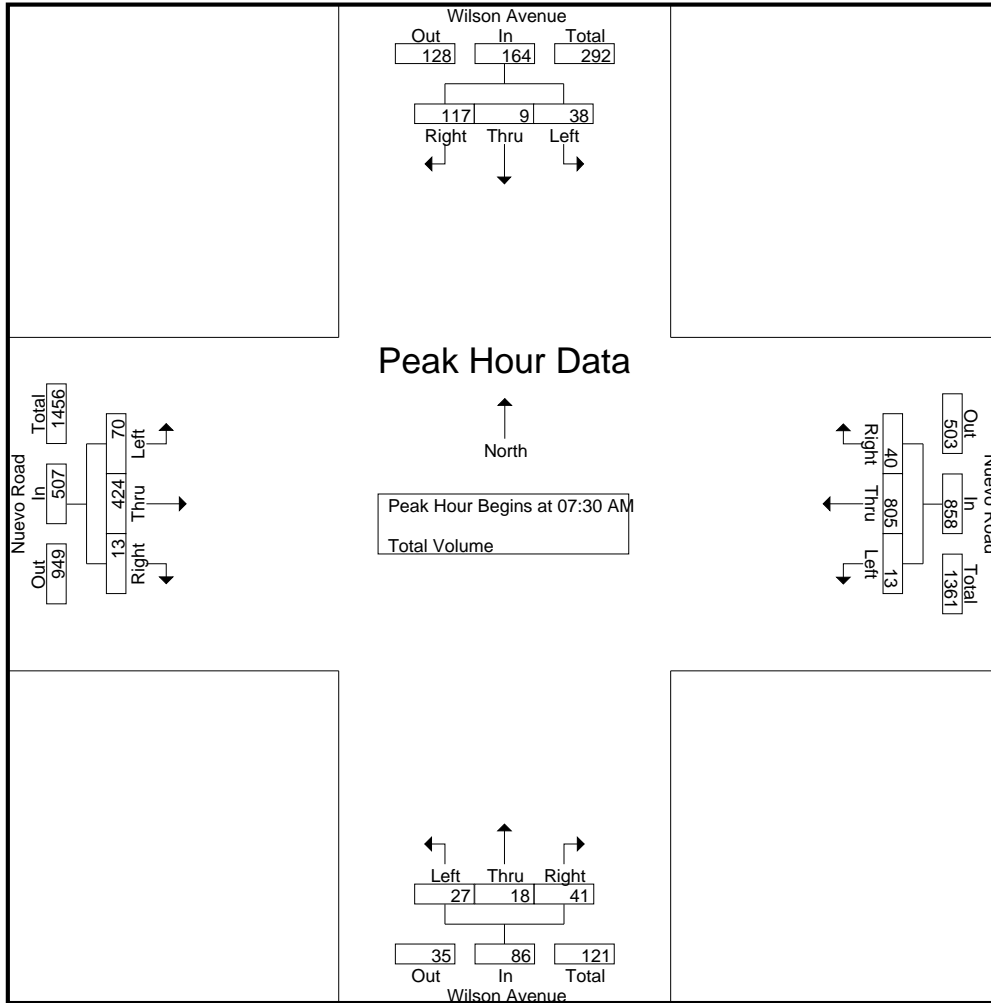 Wilson Avenue
Out In Total
128 164 292
117 9 38
Right Thru Left
Peak Hour Data
North
Peak Hour Begins at 07:30 AM
Total Volume
Nuevo Road
Total In Out
1456 507 949
70 424 13
Left Thru Right
Nuevo Road
Out In Total
503 858 1361
40 805 13
Right Thru Left
Left Thru Right
27 18 41
35 86 121
Out In Total
Wilson Avenue